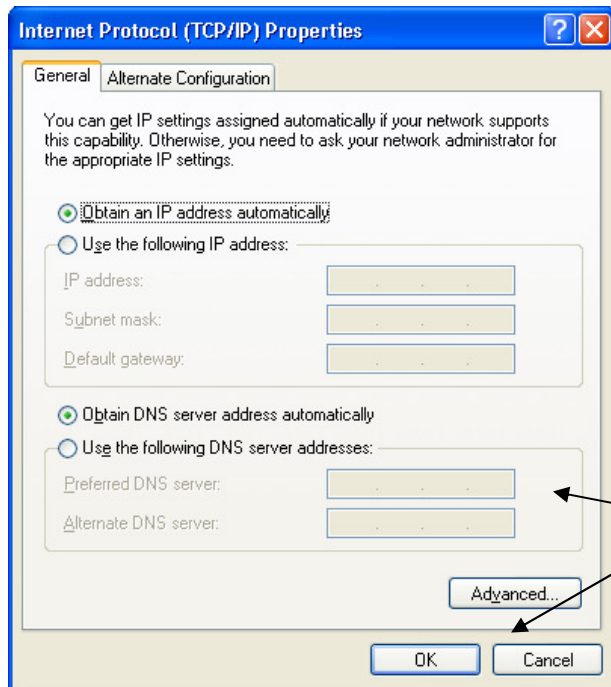 Internet Protocol (TCP/IP) Properties
General
Alternate Configuration
You can get IP settings assigned automatically if your network supports
this capability. Otherwise, you need to ask your network administrator for
the appropriate IP settings.
Obtain an IP address automatically
Use the following IP address:
IP address:
Subnet mask:
Default gateway:
Obtain DNS server address automatically
Use the following DNS server addresses:
Preferred DNS server:
Alternate DNS server:
Advanced...
OK
Cancel